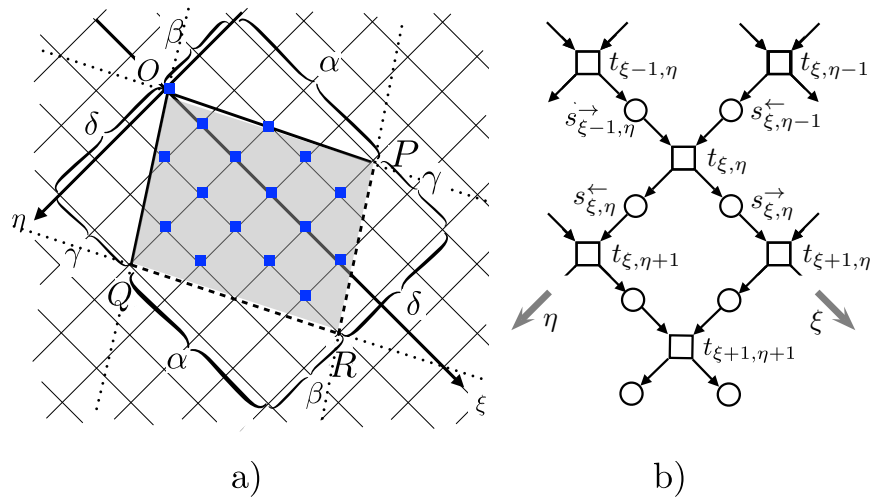 β
O
α
δ
P
γ
η
γ
Q
δ
α
R
β
ξ
a)
t_{ξ−1,η}
t_{ξ,η−1}
s^{→}_{ξ−1,η}
s^{←}_{ξ,η−1}
t_{ξ,η}
s^{←}_{ξ,η}
s^{→}_{ξ,η}
t_{ξ,η+1}
t_{ξ+1,η}
η
ξ
t_{ξ+1,η+1}
b)